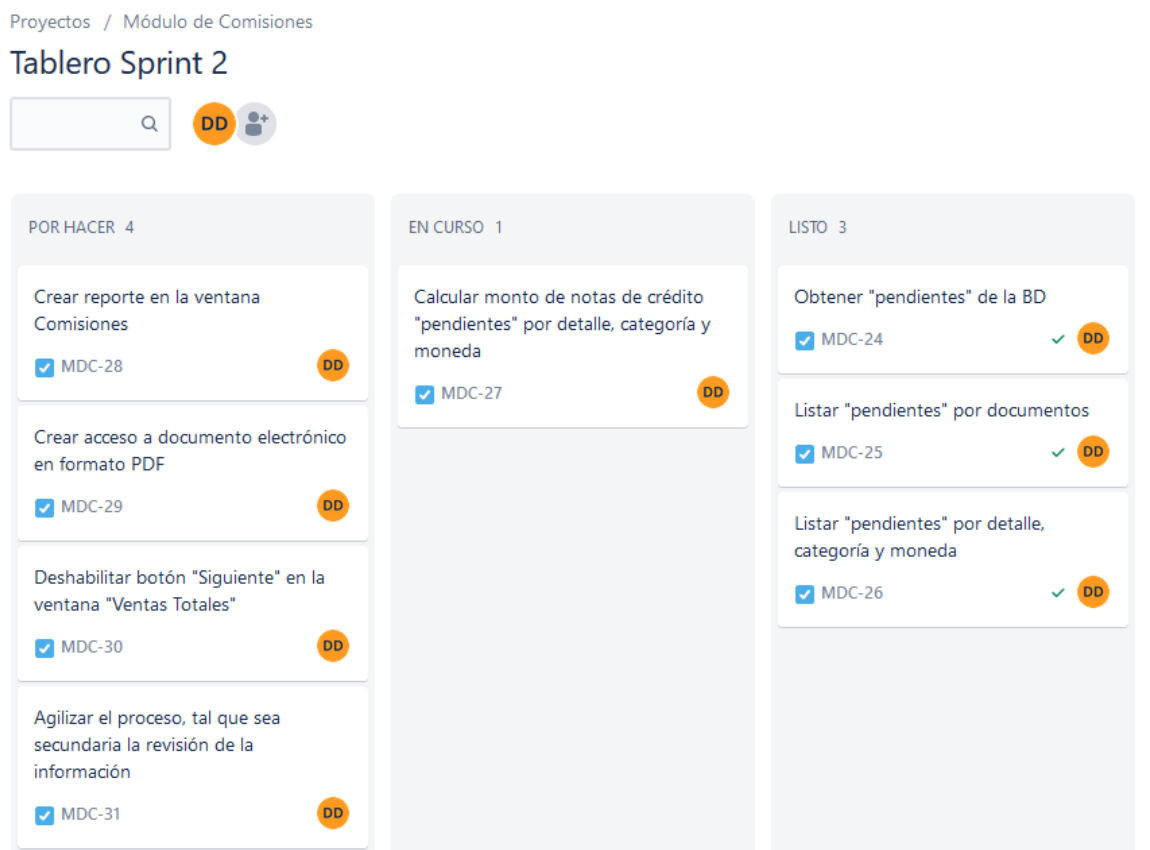 Proyectos / Módulo de Comisiones
Tablero Sprint 2
DD
POR HACER 4
Crear reporte en la ventana
Comisiones
MDC-28
DD
Crear acceso a documento electrónico
en formato PDF
MDC-29
DD
Deshabilitar botón "Siguiente" en la
ventana "Ventas Totales"
MDC-30
DD
Agilizar el proceso, tal que sea
secundaria la revisión de la
información
MDC-31
DD
EN CURSO 1
Calcular monto de notas de crédito
"pendientes" por detalle, categoría y
moneda
MDC-27
DD
LISTO 3
Obtener "pendientes" de la BD
MDC-24
DD
Listar "pendientes" por documentos
MDC-25
DD
Listar "pendientes" por detalle,
categoría y moneda
MDC-26
DD